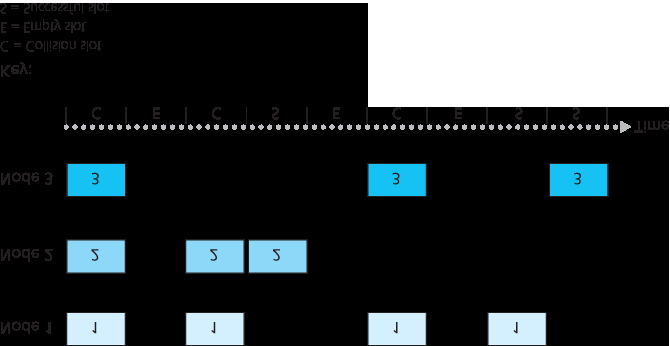 S = Successful slot
E = Empty slot
C = Collision slot
Key:
C E C S E C E S S
Time
Node 3 3 3 3
Node 2 2 2 2
Node 1 1 1 1 1